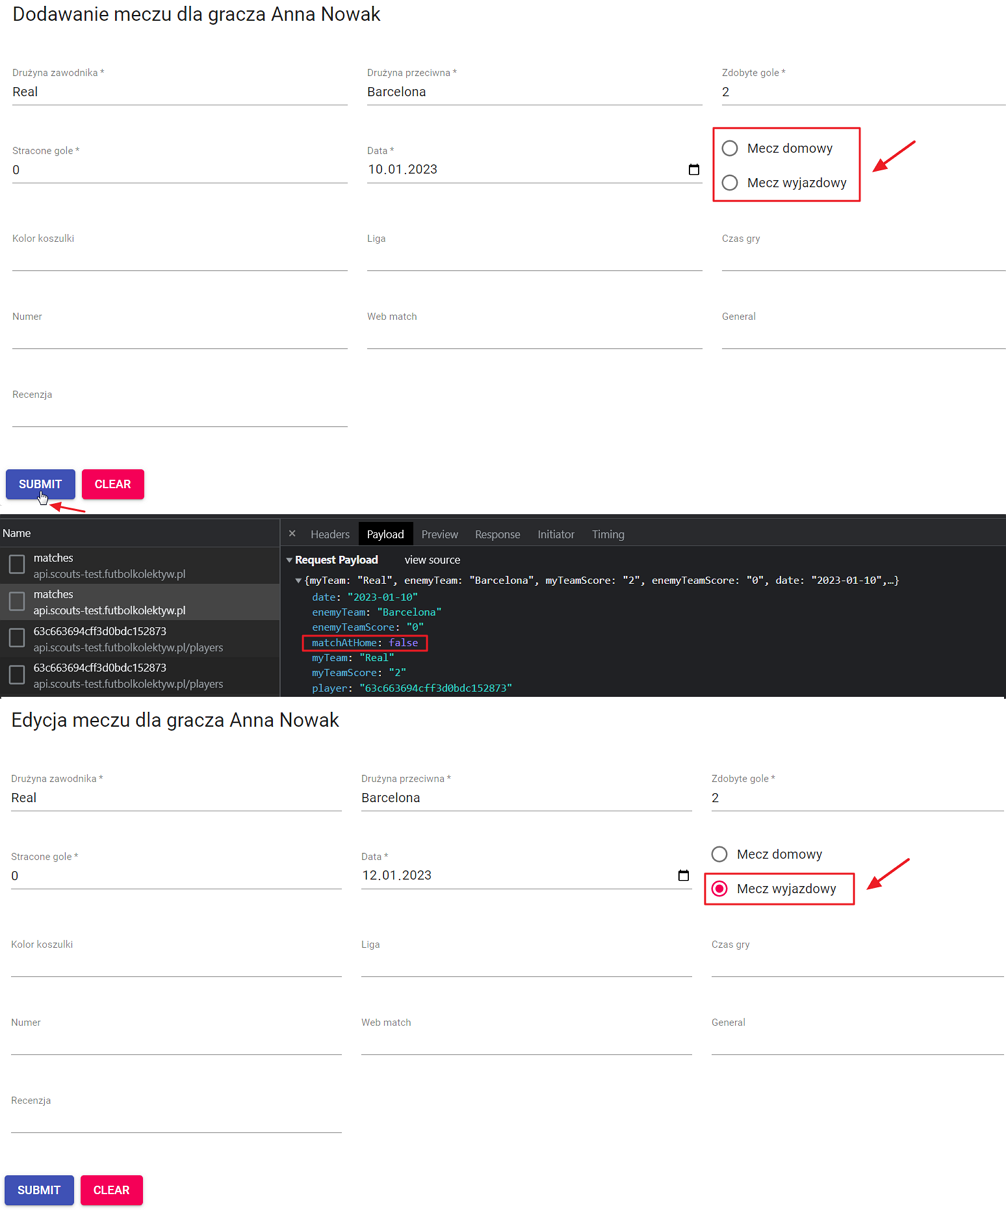 Dodawanie meczu dla gracza Anna Nowak
Drużyna zawodnika * Drużyna przeciwna * Zdobyte gole *
Real Barcelona 2
Stracone gole * Data * Mecz domowy
0 10.01.2023 Mecz wyjazdowy
Kolor koszulki Liga Czas gry
Numer Web match General
Recenzja
SUBMIT CLEAR
Name × Headers Payload Preview Response Initiator Timing
matches
api.scouts-test.futbolkolektyw.pl
matches
api.scouts-test.futbolkolektyw.pl
63c663694cff3d0bdc152873
api.scouts-test.futbolkolektyw.pl/players
63c663694cff3d0bdc152873
api.scouts-test.futbolkolektyw.pl/players
Request Payload view source
{myTeam: "Real", enemyTeam: "Barcelona", myTeamScore: "2", enemyTeamScore: "0", date: "2023-01-10",…}
date: "2023-01-10"
enemyTeam: "Barcelona"
enemyTeamScore: "0"
matchAtHome: false
myTeam: "Real"
myTeamScore: "2"
player: "63c663694cff3d0bdc152873"
Edycja meczu dla gracza Anna Nowak
Drużyna zawodnika * Drużyna przeciwna * Zdobyte gole *
Real Barcelona 2
Stracone gole * Data * Mecz domowy
0 12.01.2023 Mecz wyjazdowy
Kolor koszulki Liga Czas gry
Numer Web match General
Recenzja
SUBMIT CLEAR